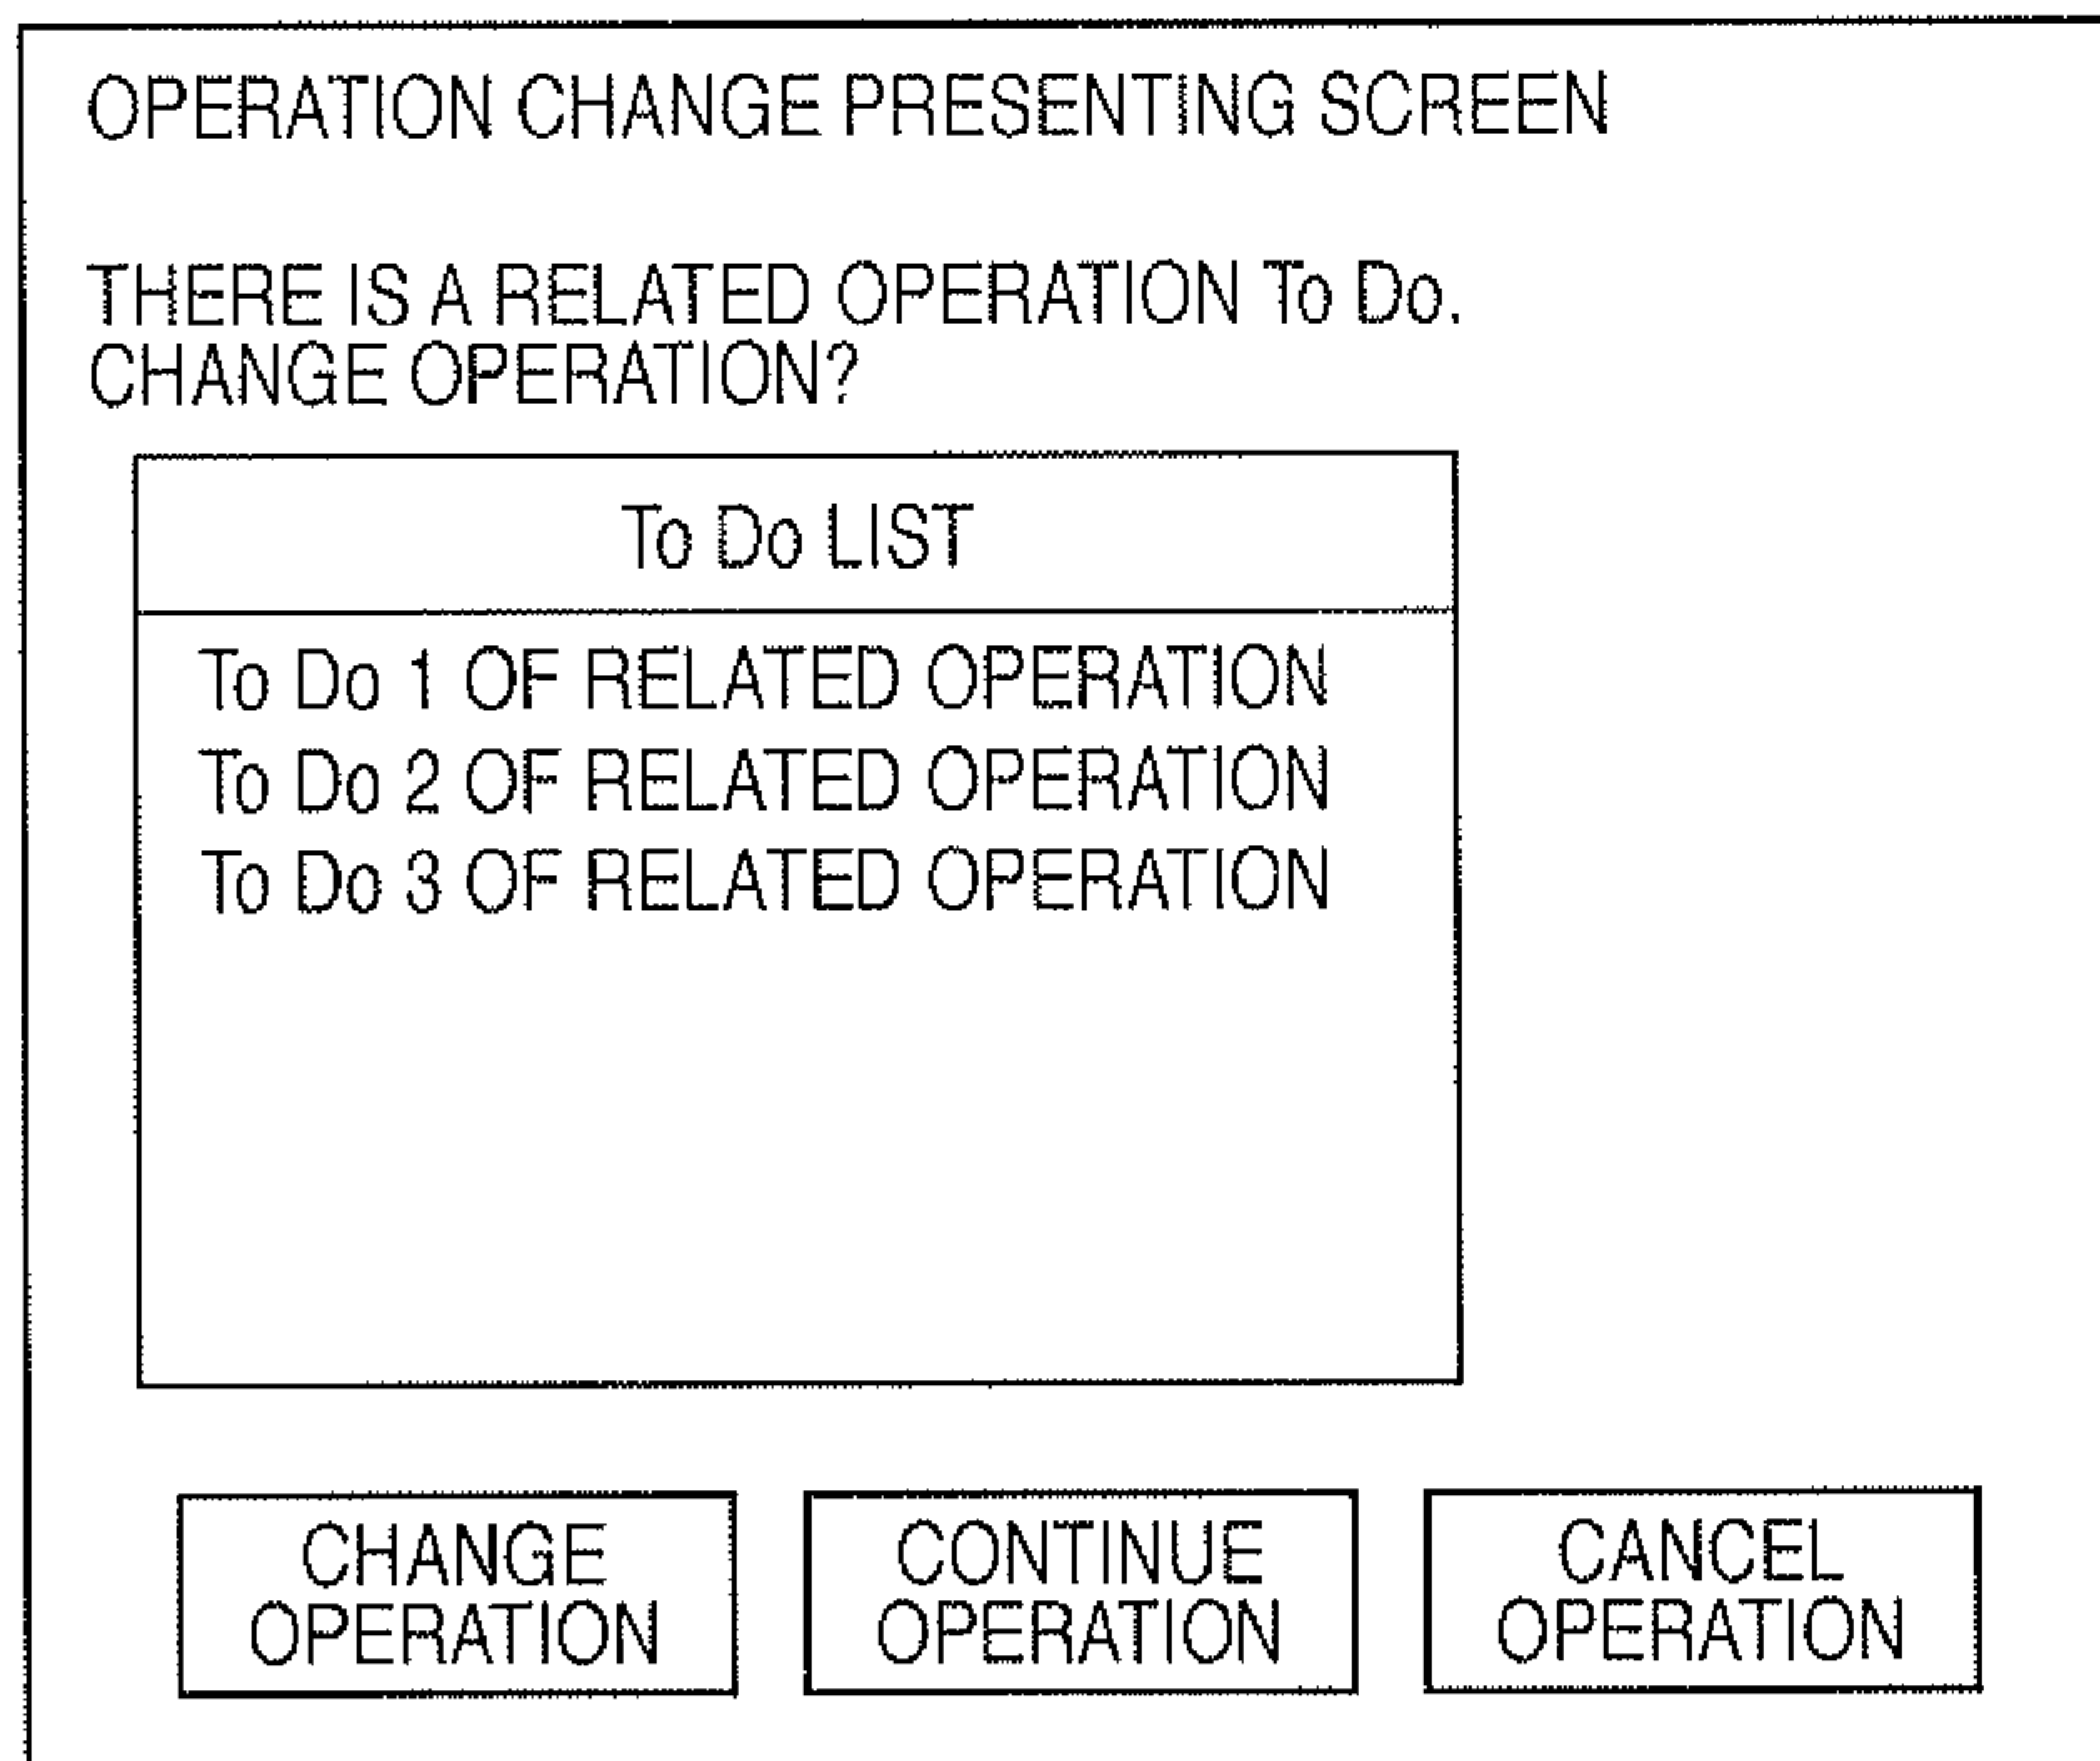 OPERATION CHANGE PRESENTING SCREEN
THERE IS A RELATED OPERATION To Do.
CHANGE OPERATION?
To Do LIST
To Do 1 OF RELATED OPERATION
To Do 2 OF RELATED OPERATION
To Do 3 OF RELATED OPERATION
CHANGE
OPERATION
CONTINUE
OPERATION
CANCEL
OPERATION